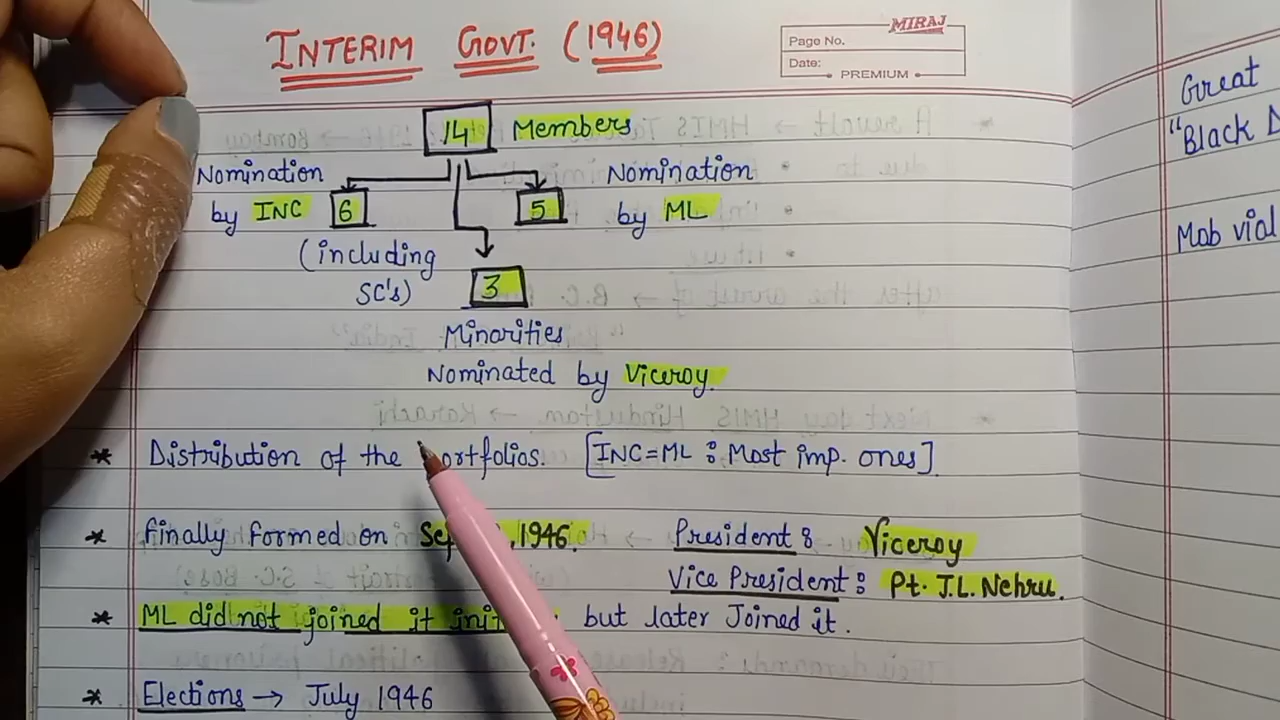 INTERIM GOVT. (1946)
MIRAJ
Page No.
Date:
PREMIUM
14 Members
Nomination by INC
6
(including SC's)
5
Nomination by ML
3
Minorities
Nominated by Viceroy.
* Distribution of the Portfolios. [INC=ML : Most imp. ones]
* Finally formed on Sep , 1946.
President : Viceroy
Vice President : Pt. J.L. Nehru.
* ML did not joined it but later Joined it.
* Elections → July 1946
Great
"Black
Mob